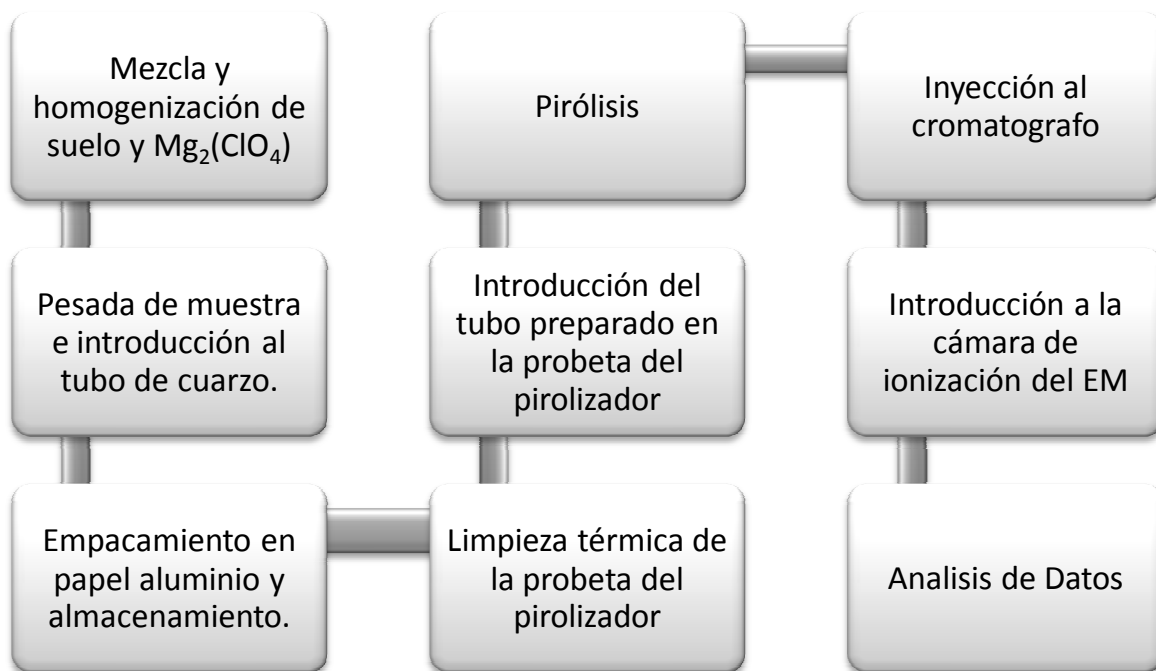 Mezcla y
homogenización de
suelo y Mg₂(ClO₄)
Pesada de muestra
e introducción al
tubo de cuarzo.
Empacamiento en
papel aluminio y
almacenamiento.
Limpieza térmica de
la probeta del
pirolizador
Introducción del
tubo preparado en
la probeta del
pirolizador
Pirólisis
Inyección al
cromatografo
Introducción a la
cámara de
ionización del EM
Analisis de Datos